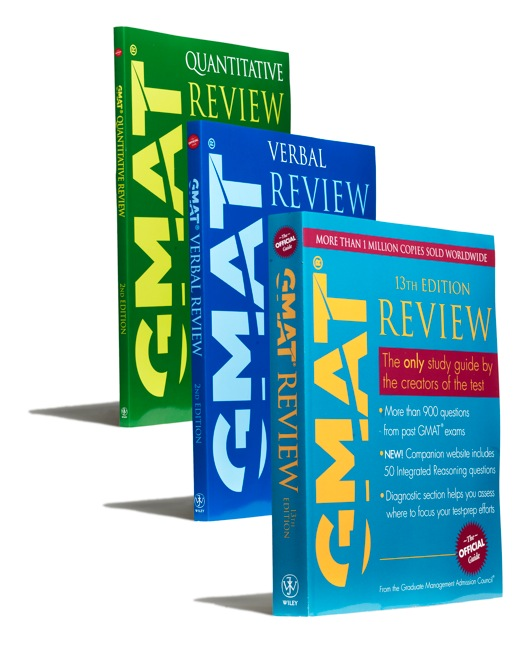 GMAT®
QUANTITATIVE
REVIEW
GMAT® QUANTITATIVE REVIEW
2ND EDITION
GMAT®
VERBAL
REVIEW
GMAT® VERBAL REVIEW
2ND EDITION
WILEY
The
OFFICIAL
Guide
MORE THAN 1 MILLION COPIES SOLD WORLDWIDE
GMAT®
13TH EDITION
REVIEW
The only study guide by
the creators of the test
• More than 900 questions
from past GMAT® exams
• NEW! Companion website includes
50 Integrated Reasoning questions
• Diagnostic section helps you assess
where to focus your test-prep efforts
The
OFFICIAL
Guide
From the Graduate Management Admission Council™
GMAT® REVIEW
13TH EDITION
WILEY